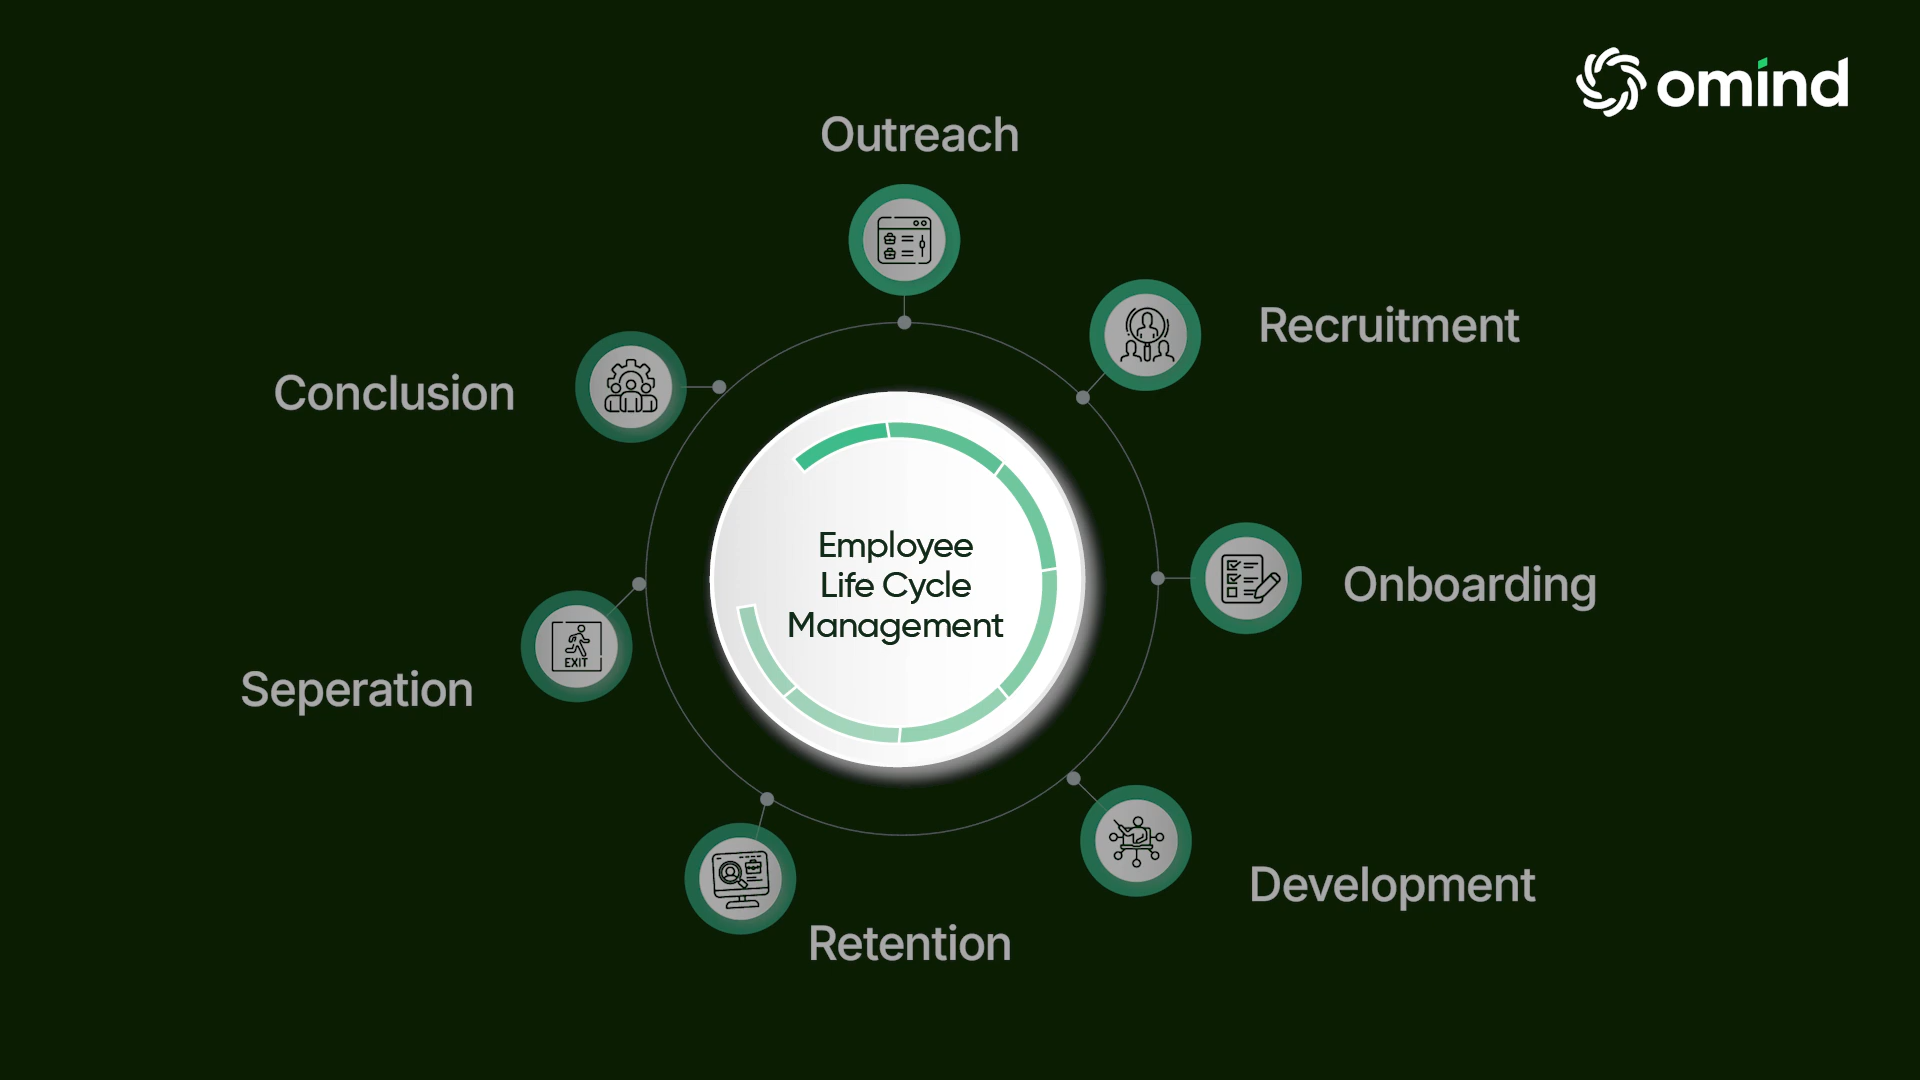 omind
Outreach
Recruitment
Conclusion
Employee
Life Cycle
Management
Onboarding
Seperation
EXIT
Development
Retention